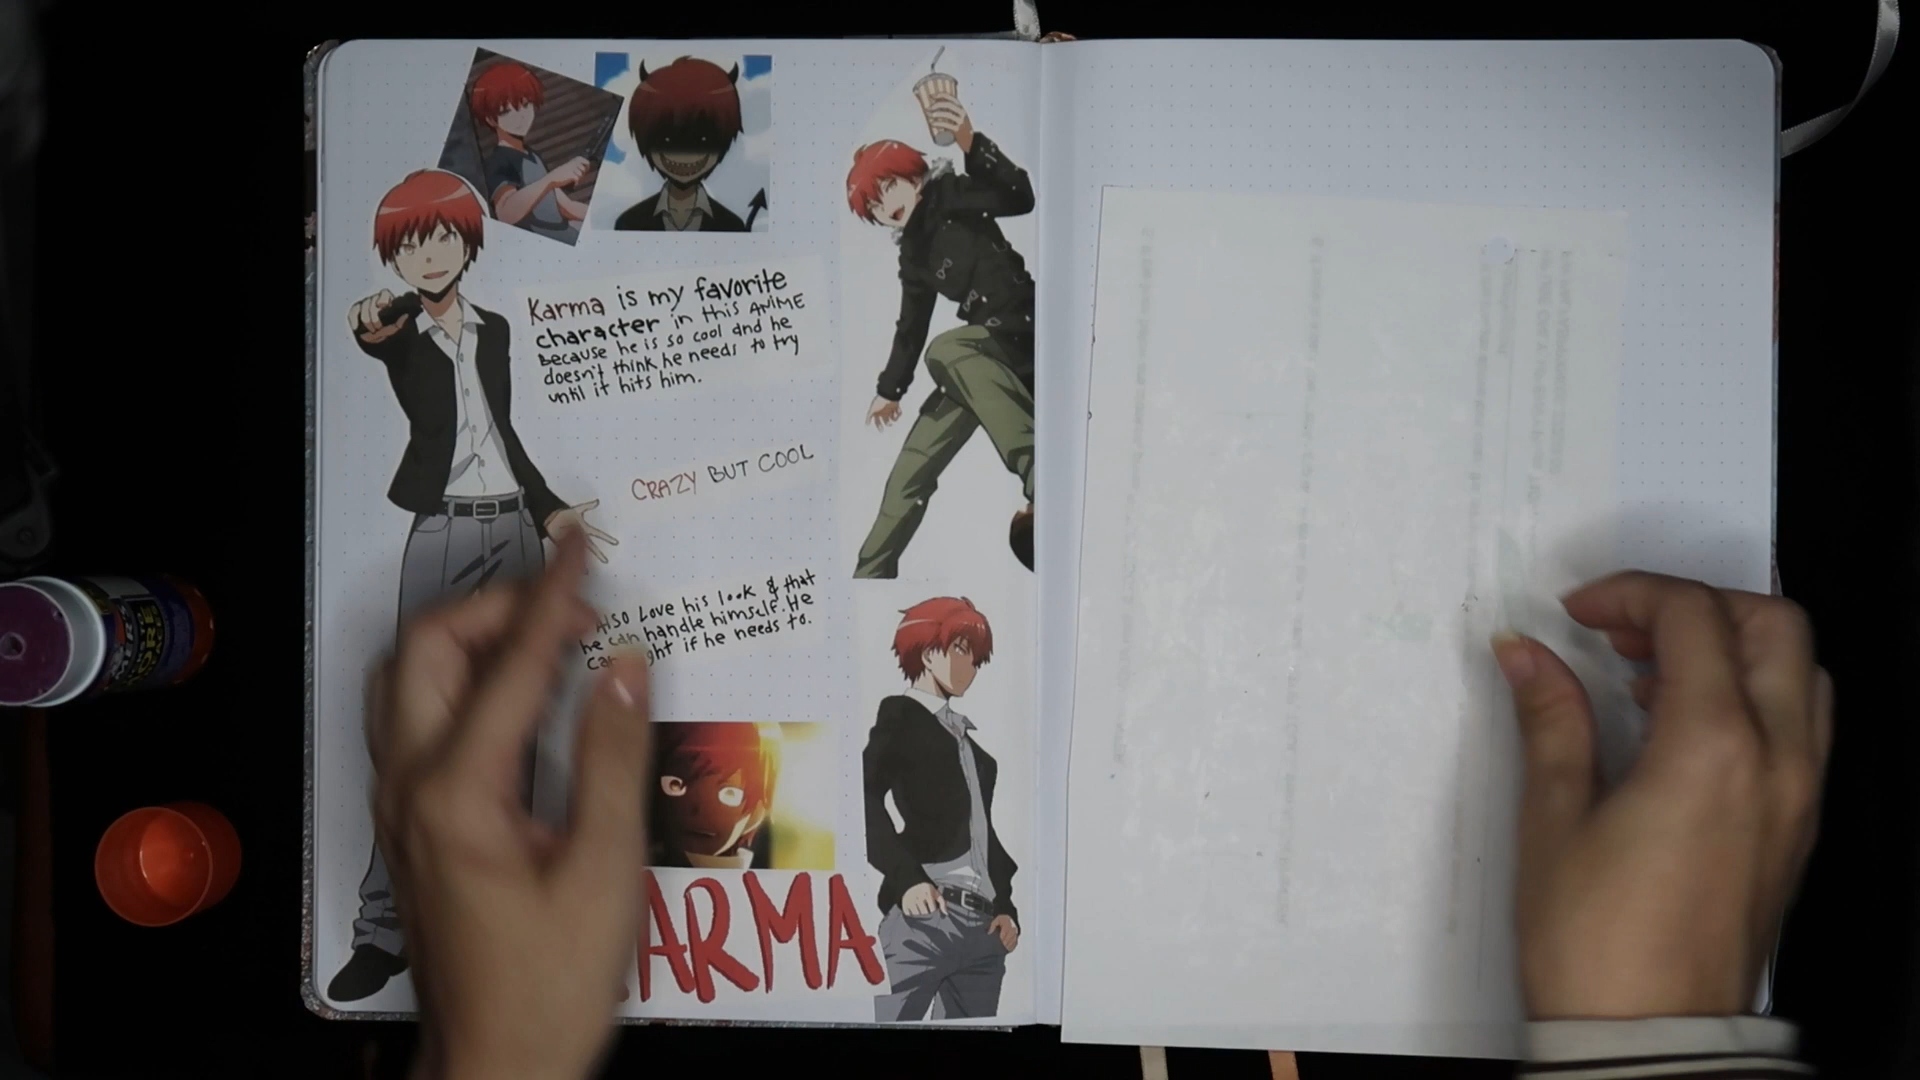 Karma is my favorite
character in this ANIME
Because he is so cool and he
doesn't think he needs to try
until it hits him.
CRAZY BUT COOL
Also Love his look & that
he can handle himself. He
if he needs to.
ARMA